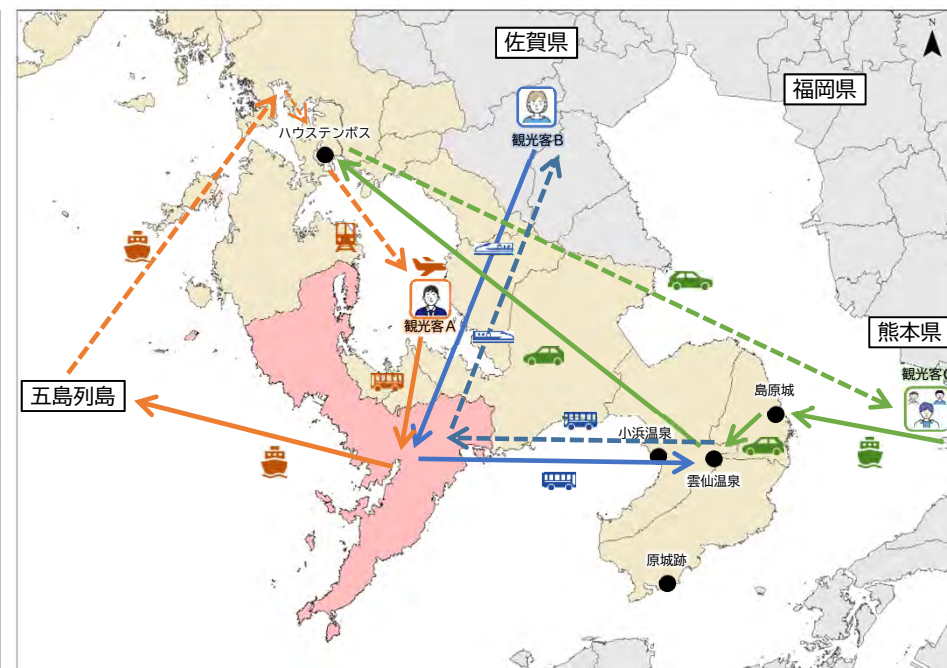 N
佐賀県
福岡県
観光客B
ハウステンボス
観光客A
熊本県
観光客C
五島列島
島原城
小浜温泉
雲仙温泉
原城跡